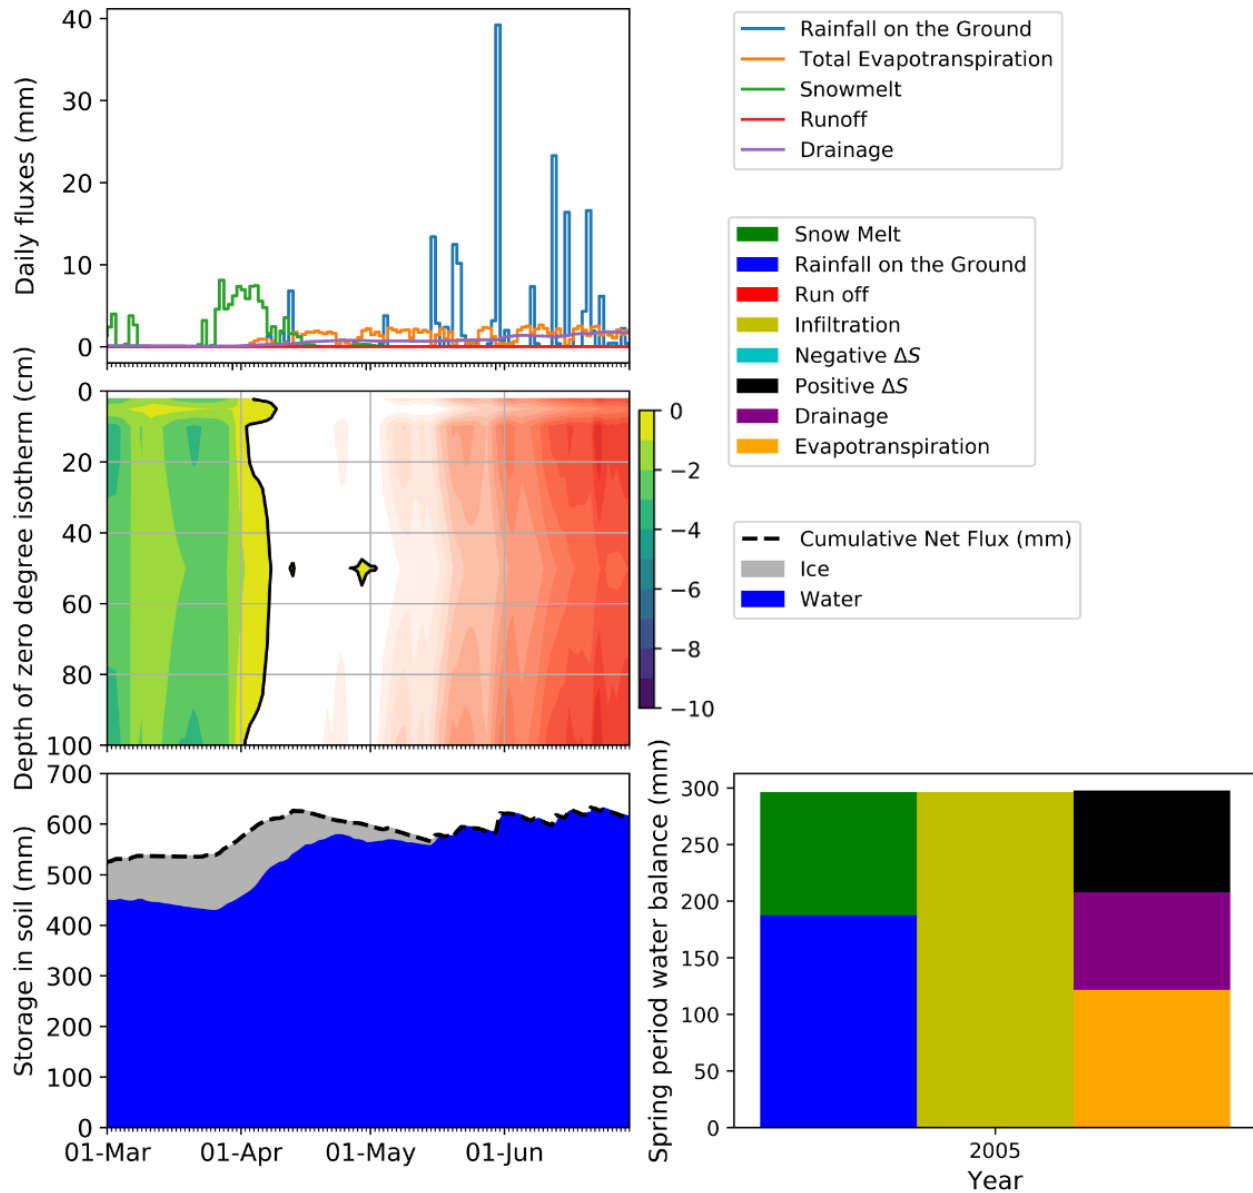 Daily fluxes (mm)
40
30
20
10
0
Rainfall on the Ground
Total Evapotranspiration
Snowmelt
Runoff
Drainage
Snow Melt
Rainfall on the Ground
Run off
Infiltration
Negative ΔS
Positive ΔS
Drainage
Evapotranspiration
Depth of zero degree isotherm (cm)
0
20
40
60
80
100
0
−2
−4
−6
−8
−10
Cumulative Net Flux (mm)
Ice
Water
Storage in soil (mm)
700
600
500
400
300
200
100
0
01-Mar
01-Apr
01-May
01-Jun
Spring period water balance (mm)
300
250
200
150
100
50
0
2005
Year